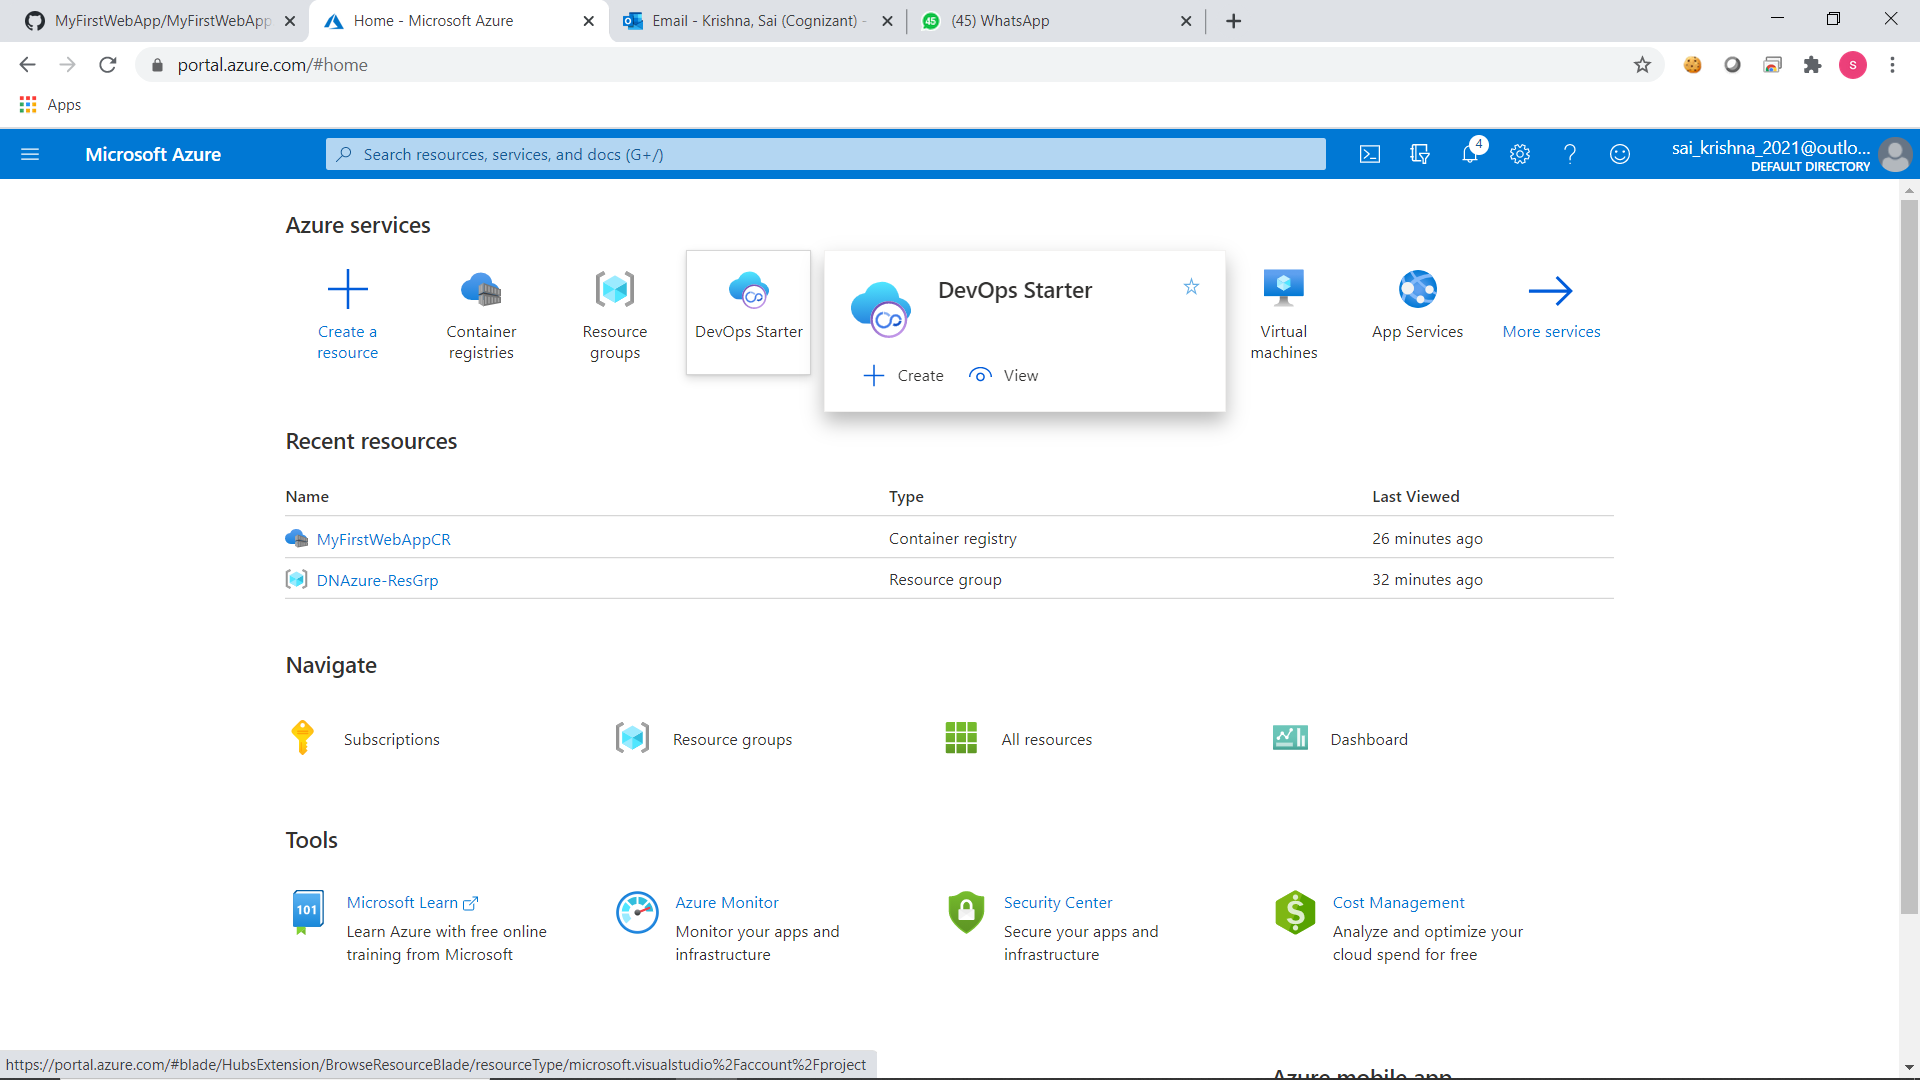 MyFirstWebApp/MyFirstWebApp
Home - Microsoft Azure
Email - Krishna, Sai (Cognizant) -
45
(45) WhatsApp
portal.azure.com/#home
S
Apps
Microsoft Azure
Search resources, services, and docs (G+/)
4
sai_krishna_2021@outlo...
DEFAULT DIRECTORY
Azure services
Create a
resource
Container
registries
Resource
groups
DevOps Starter
DevOps Starter
Create
View
Virtual
machines
App Services
More services
Recent resources
Name Type Last Viewed
MyFirstWebAppCR Container registry 26 minutes ago
DNAzure-ResGrp Resource group 32 minutes ago
Navigate
Subscriptions
Resource groups
All resources
Dashboard
Tools
101
Microsoft Learn
Learn Azure with free online
training from Microsoft
Azure Monitor
Monitor your apps and
infrastructure
Security Center
Secure your apps and
infrastructure
$
Cost Management
Analyze and optimize your
cloud spend for free
Azure mobile app
https://portal.azure.com/#blade/HubsExtension/BrowseResourceBlade/resourceType/microsoft.visualstudio%2Faccount%2Fproject